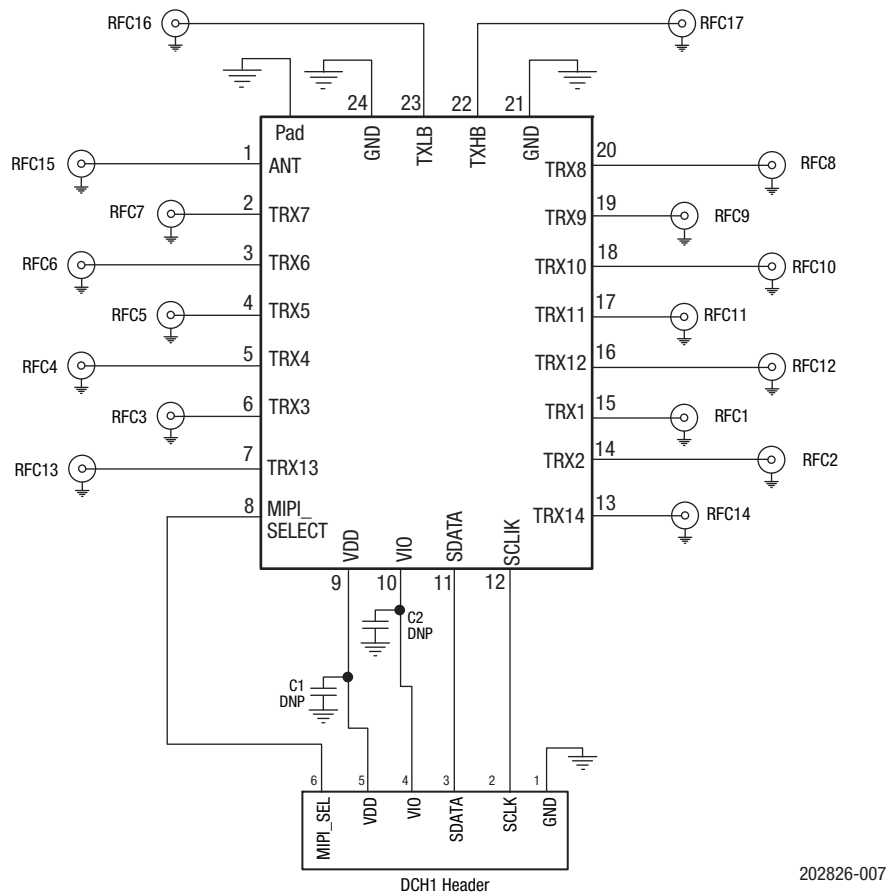 RFC16
RFC17
24
23
22
21
Pad
GND
TXLB
TXHB
GND
RFC15
1
ANT
TRX8
20
RFC8
RFC7
2
TRX7
TRX9
19
RFC9
RFC6
3
TRX6
TRX10
18
RFC10
RFC5
4
TRX5
TRX11
17
RFC11
RFC4
5
TRX4
TRX12
16
RFC12
RFC3
6
TRX3
TRX1
15
RFC1
RFC13
7
TRX13
TRX2
14
RFC2
8
MIPI_
SELECT
TRX14
13
RFC14
VDD
VIO
SDATA
SCLIK
9
10
11
12
C2
DNP
C1
DNP
6
5
4
3
2
1
MIPI_SEL
VDD
VIO
SDATA
SCLK
GND
DCH1 Header
202826-007